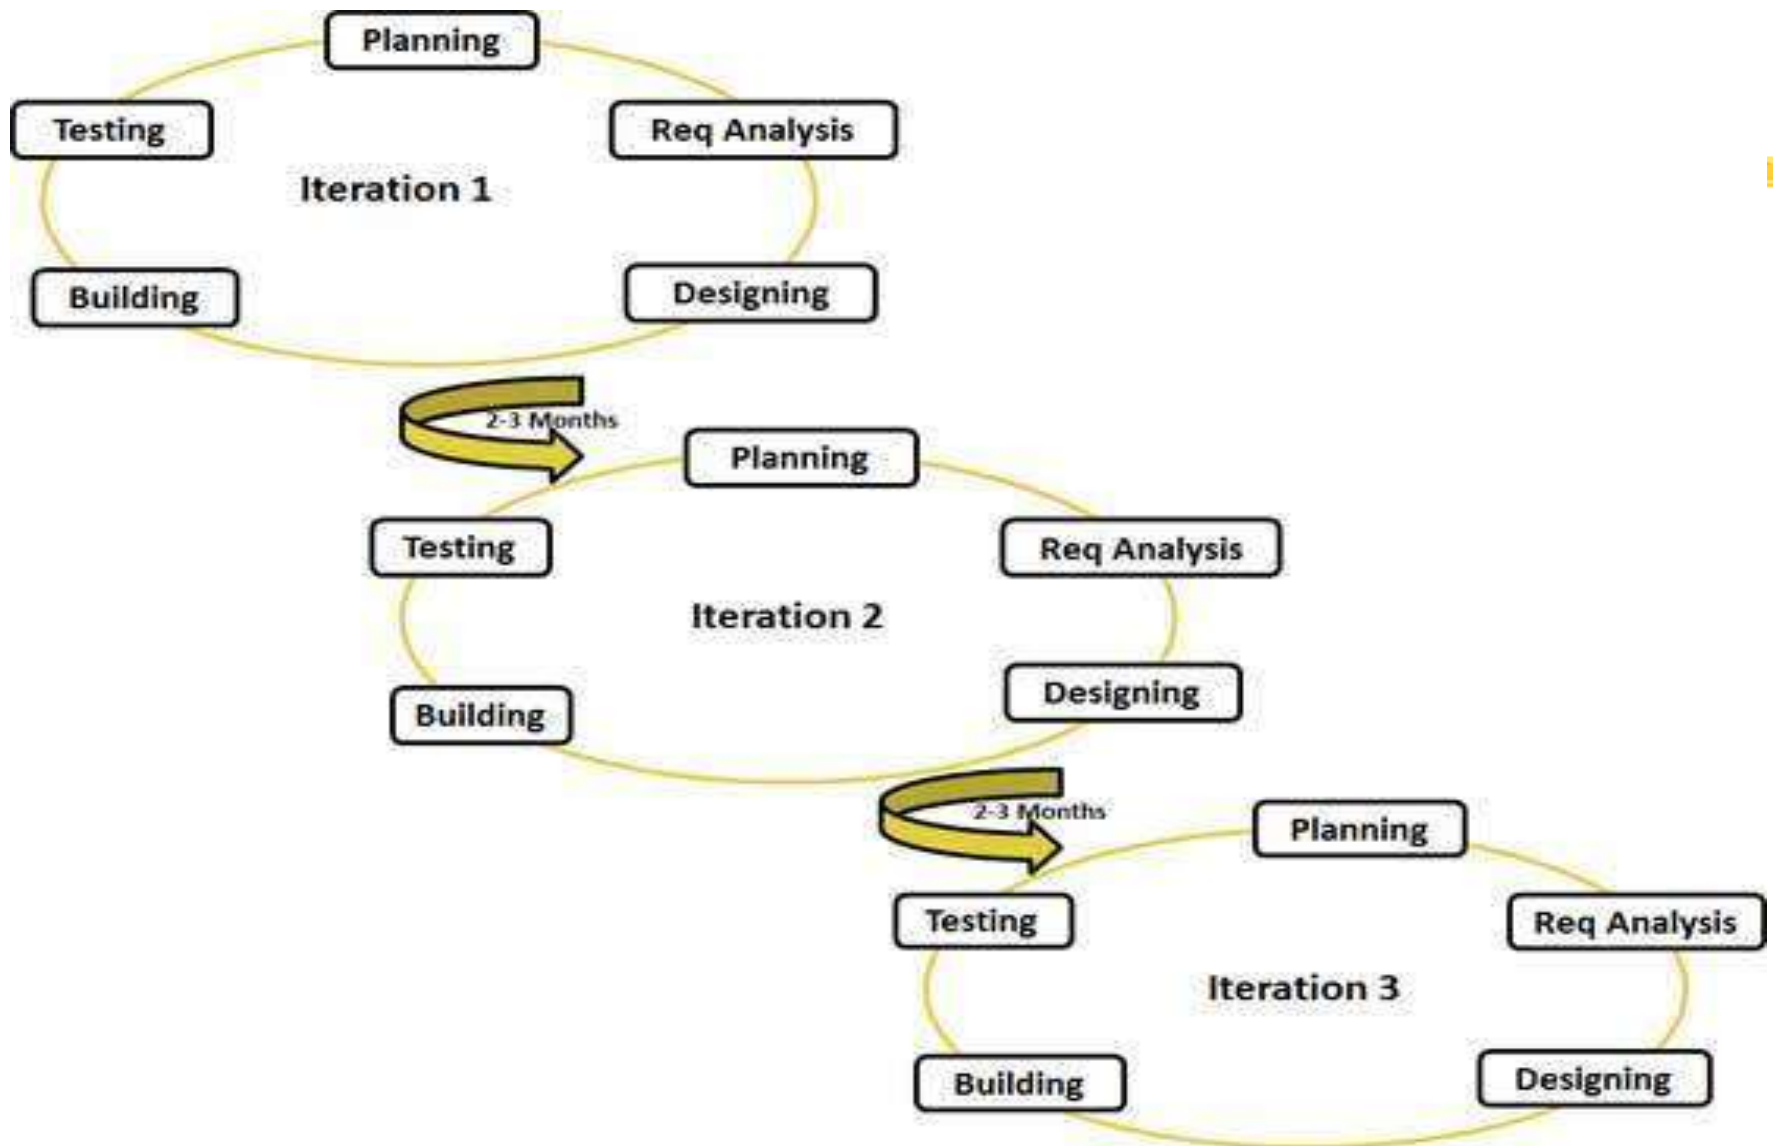 Planning
Testing
Req Analysis
Iteration 1
Building
Designing
2-3 Months
Planning
Testing
Req Analysis
Iteration 2
Building
Designing
2-3 Months
Planning
Testing
Req Analysis
Iteration 3
Building
Designing